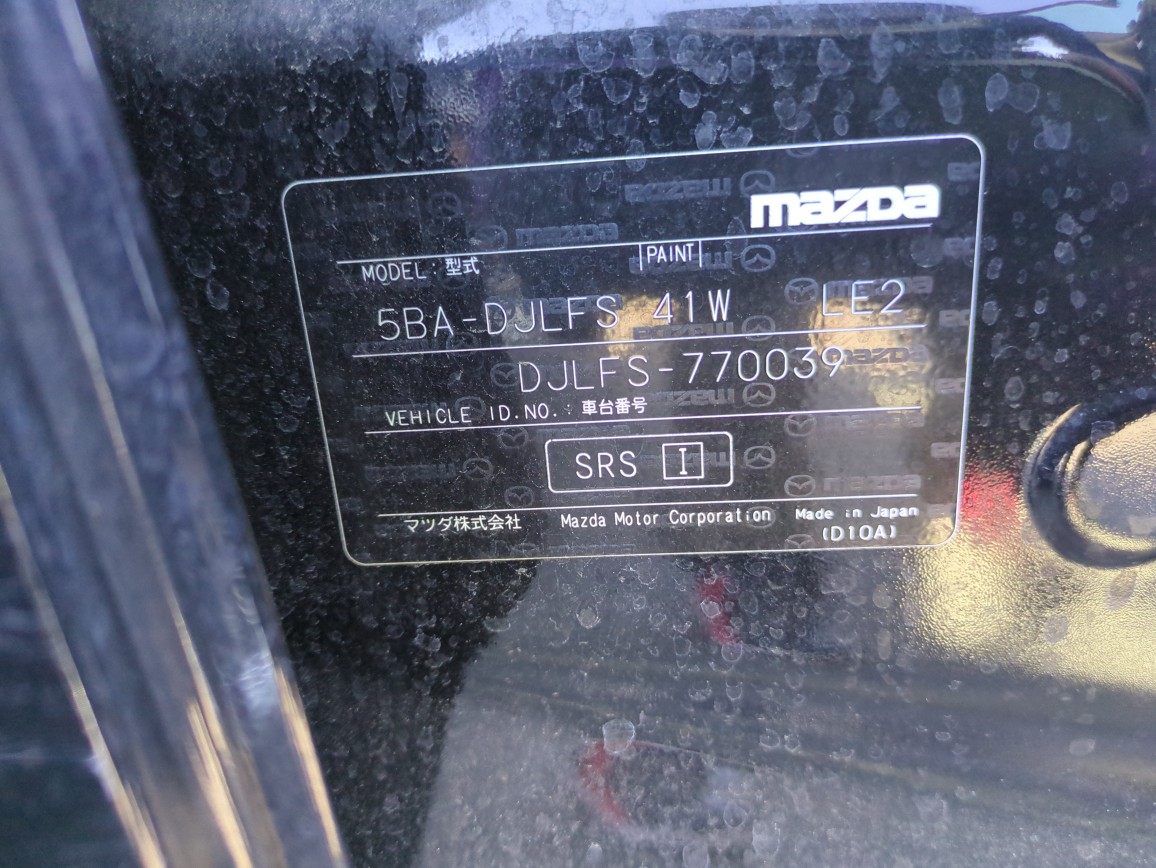 mazda
MODEL : 型式 PAINT
5BA-DJLFS 41W LE2
DJLFS-770039
VEHICLE ID.NO. : 車台番号
SRS I
マツダ株式会社 Mazda Motor Corporation Made in Japan
(D10A)